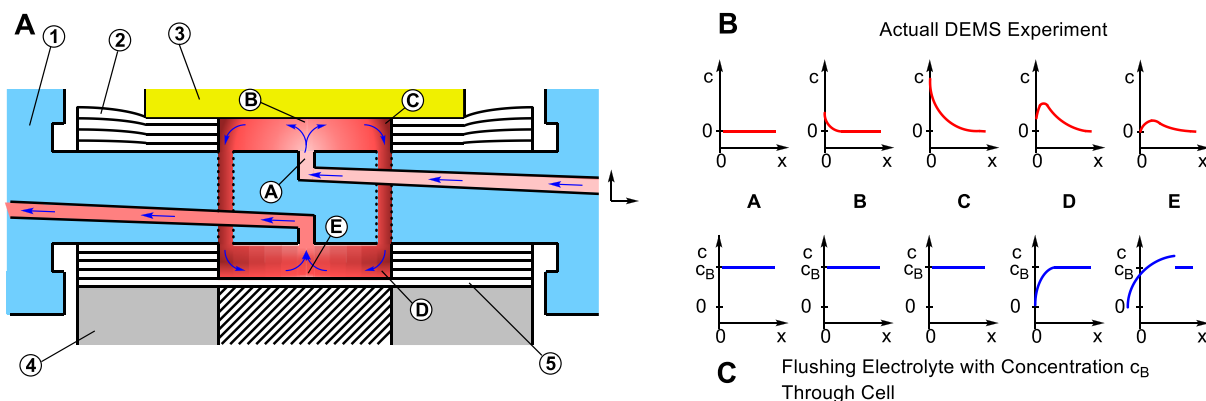 A
1
2
3
B
C
A
E
D
4
5
B
Actuall DEMS Experiment
c c c c c
0 0 0 0 0
0 x 0 x 0 x 0 x 0 x
A B C D E
c c c c c
cB cB cB cB cB
0 0 0 0 0
0 x 0 x 0 x 0 x 0 x
C
Flushing Electrolyte with Concentration cB
Through Cell